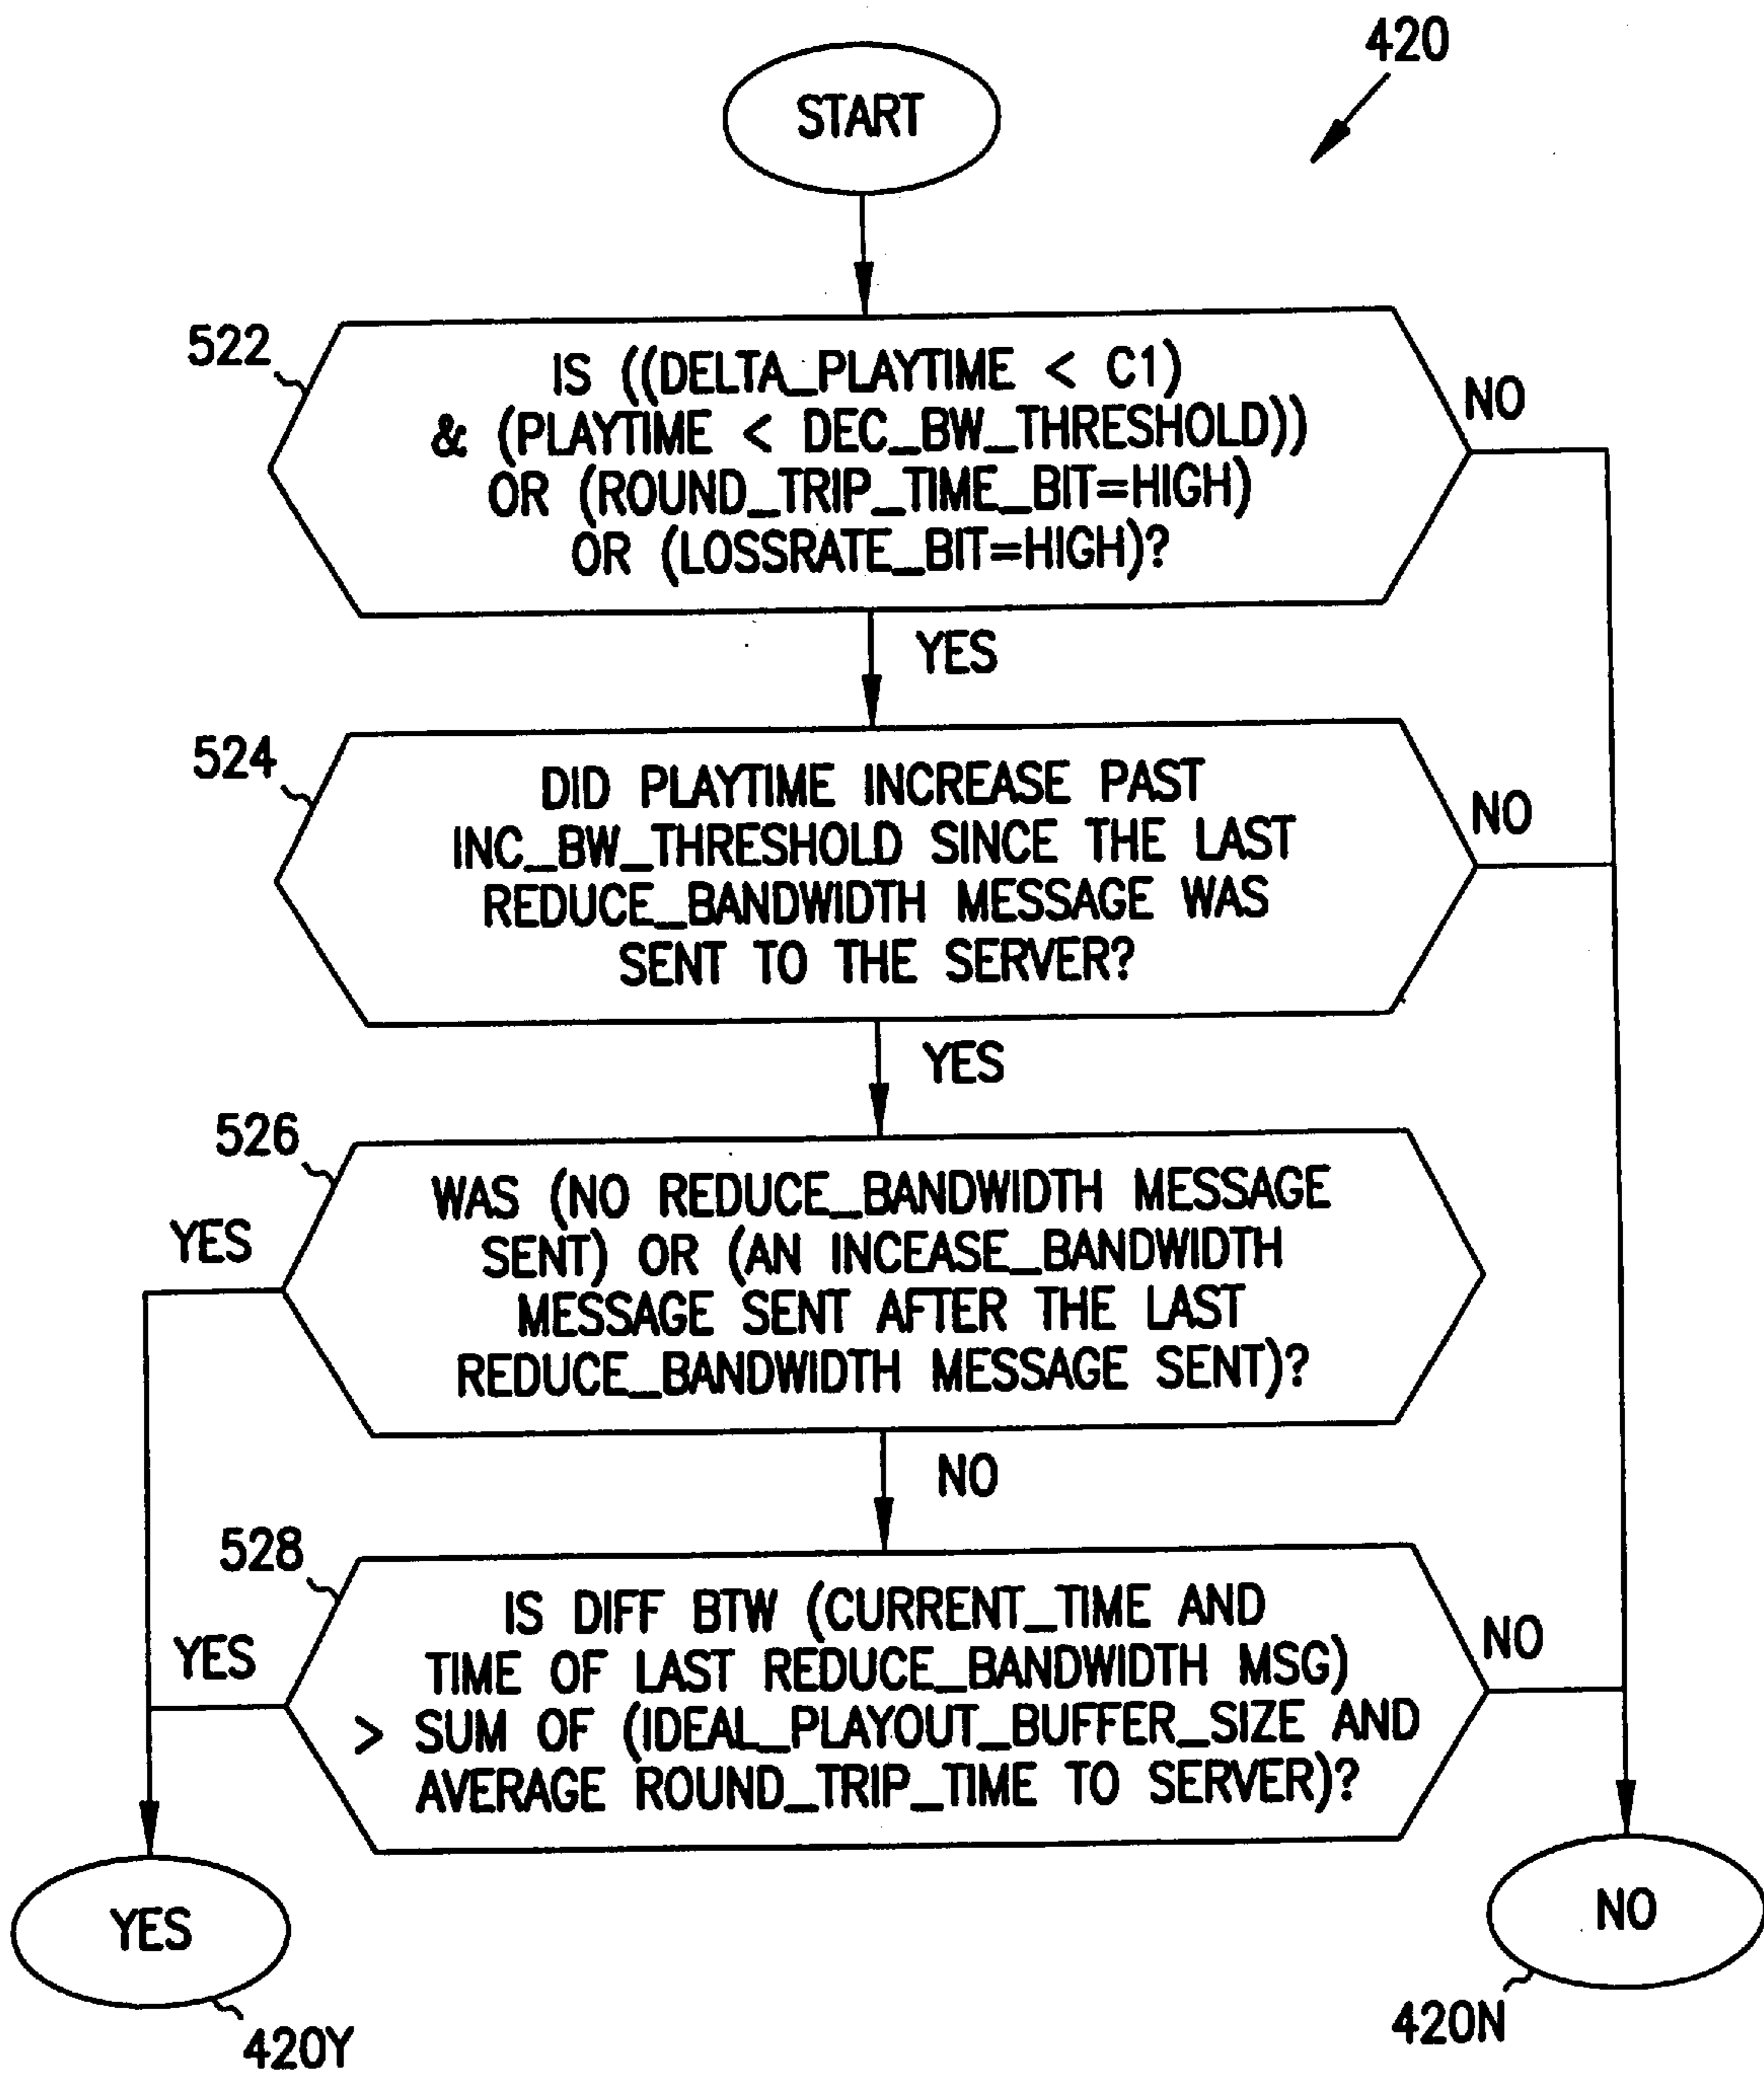 420
START
522
IS ((DELTA_PLAYTIME < C1)
& (PLAYTIME < DEC_BW_THRESHOLD))
OR (ROUND_TRIP_TIME_BIT=HIGH)
OR (LOSSRATE_BIT=HIGH)?
NO
YES
524
DID PLAYTIME INCREASE PAST
INC_BW_THRESHOLD SINCE THE LAST
REDUCE_BANDWIDTH MESSAGE WAS
SENT TO THE SERVER?
NO
YES
526
WAS (NO REDUCE_BANDWIDTH MESSAGE
SENT) OR (AN INCEASE_BANDWIDTH
MESSAGE SENT AFTER THE LAST
REDUCE_BANDWIDTH MESSAGE SENT)?
YES
NO
528
IS DIFF BTW (CURRENT_TIME AND
TIME OF LAST REDUCE_BANDWIDTH MSG)
> SUM OF (IDEAL_PLAYOUT_BUFFER_SIZE AND
AVERAGE ROUND_TRIP_TIME TO SERVER)?
YES
NO
YES
NO
420Y
420N